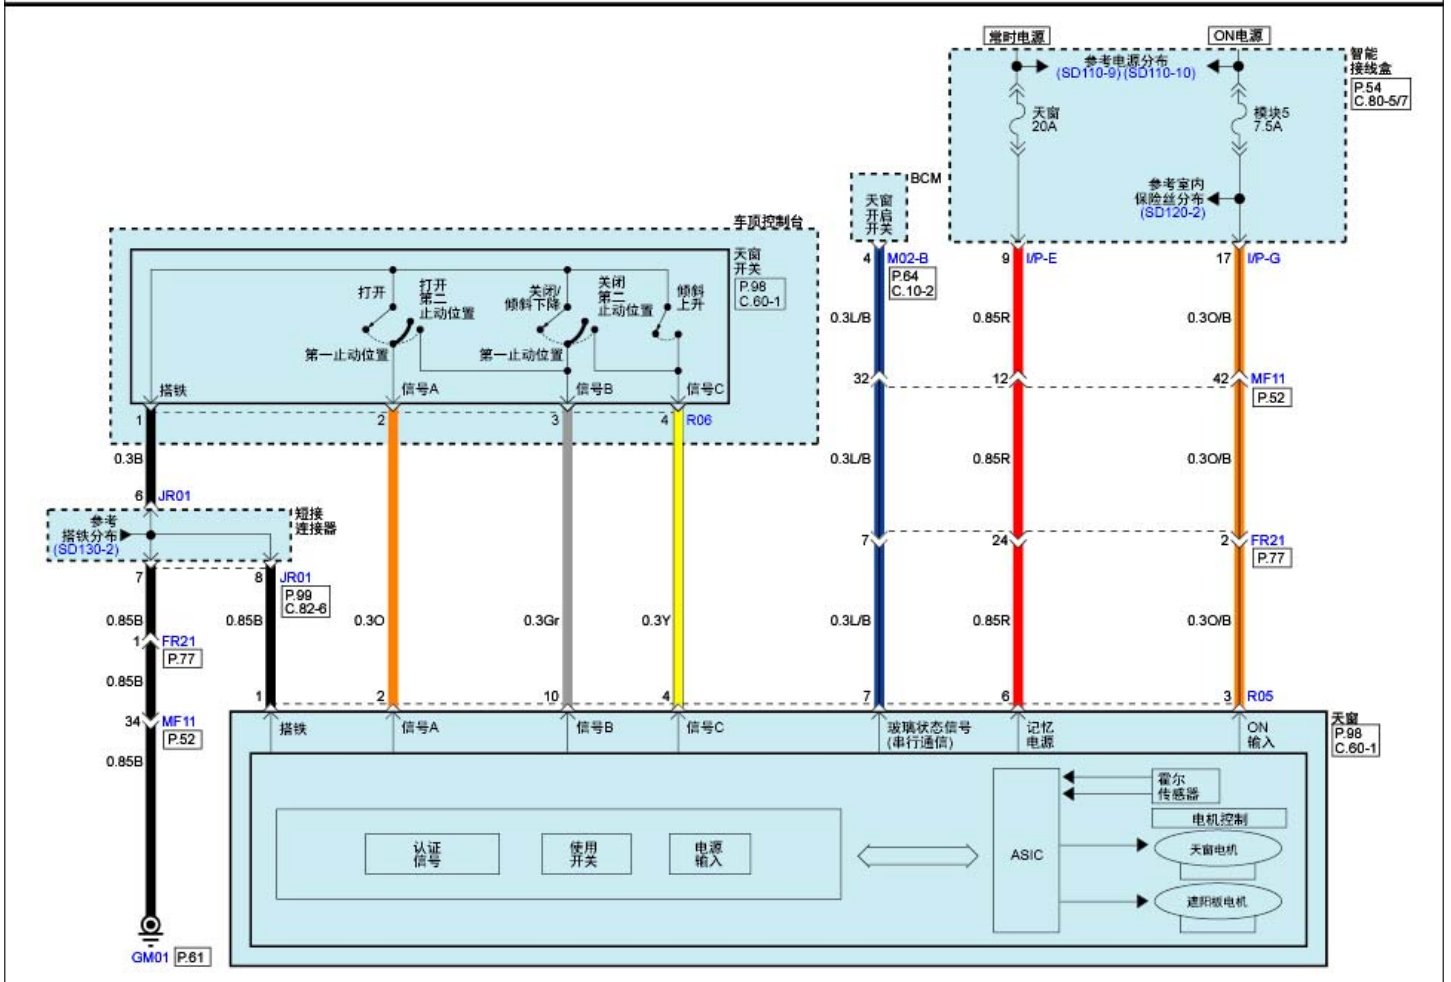 常时电源
ON电源
参考电源分布
(SD110-9)(SD110-10)
智能
接线盒
P.54
C.80-5/7
天窗
20A
模块5
7.5A
参考室内
保险丝分布
(SD120-2)
BCM
天窗
开启
开关
车顶控制台
天窗
开关
P.98
C.60-1
打开
打开
第二
止动位置
第一止动位置
关闭/
倾斜下降
关闭
第二
止动位置
第一止动位置
倾斜
上升
搭铁
信号A
信号B
信号C
4 M02-B
P.64
C.10-2
9 I/P-E
17 I/P-G
0.3L/B
0.85R
0.3O/B
32
12
42 MF11
P.52
1
2
3
4 R06
0.3B
0.3L/B
0.85R
0.3O/B
6 JR01
短接
连接器
参考
搭铁分布
(SD130-2)
7
8 JR01
P.99
C.82-6
7
24
2 FR21
P.77
0.85B
0.85B
0.3O
0.3Gr
0.3Y
0.3L/B
0.85R
0.3O/B
1 FR21
P.77
0.85B
34 MF11
P.52
0.85B
GM01 P.61
1
2
10
4
7
6
3 R05
搭铁
信号A
信号B
信号C
玻璃状态信号
(串行通信)
记忆
电源
ON
输入
天窗
P.98
C.60-1
认证
信号
使用
开关
电源
输入
ASIC
霍尔
传感器
电机控制
天窗电机
遮阳板电机